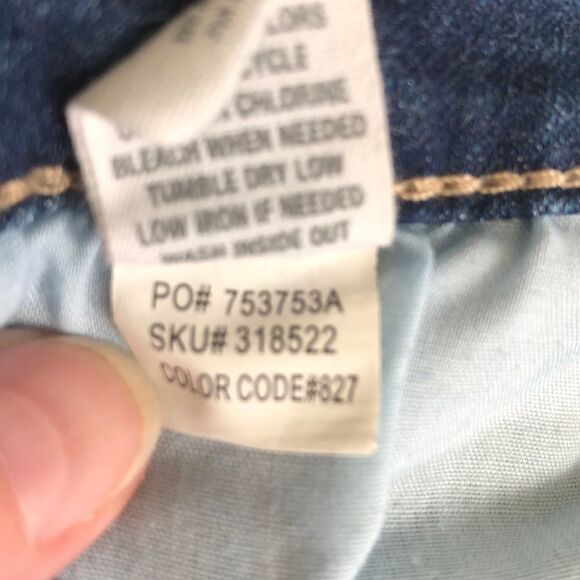 BLEACH WHEN NEEDED
TUMBLE DRY LOW
LOW IRON IF NEEDED
WASH INSIDE OUT
PO# 753753A
SKU# 318522
COLOR CODE#827
CHLORINE